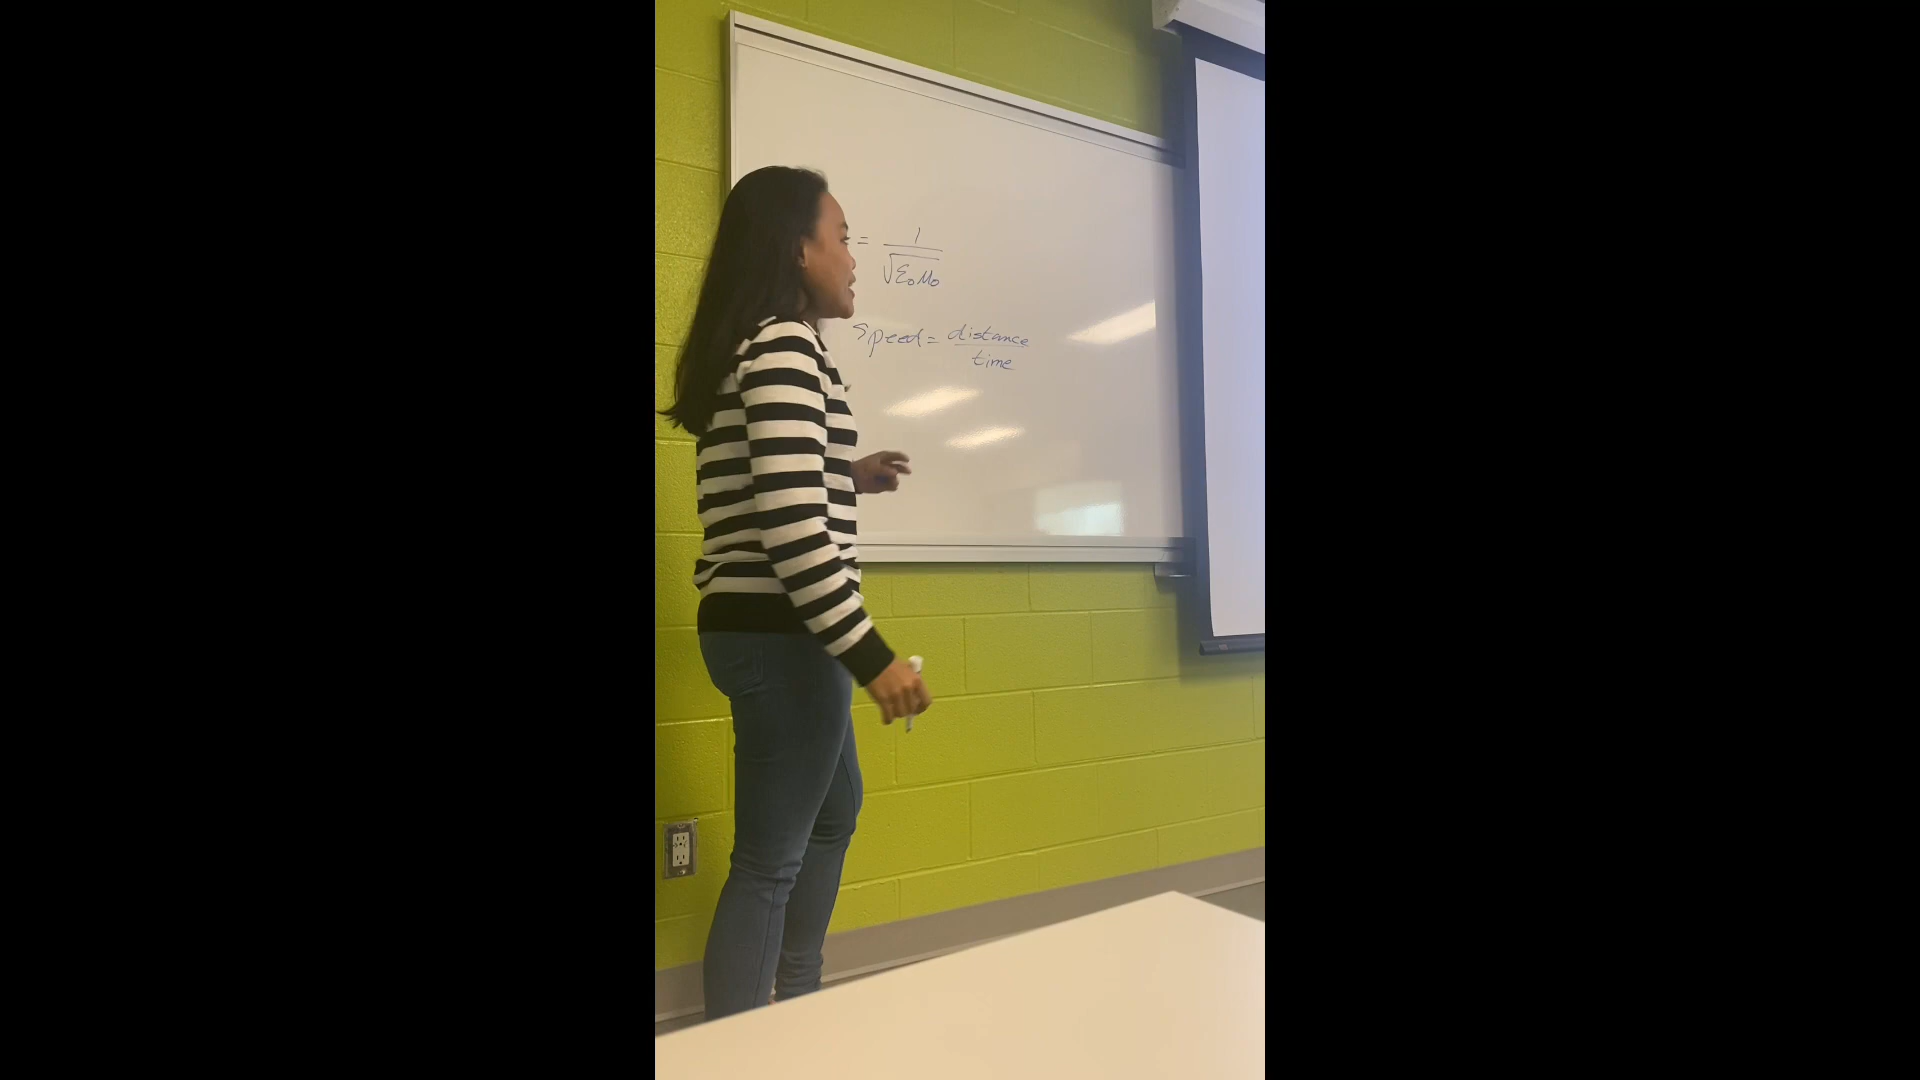 = 1
√ε₀μ₀
speed = distance
time